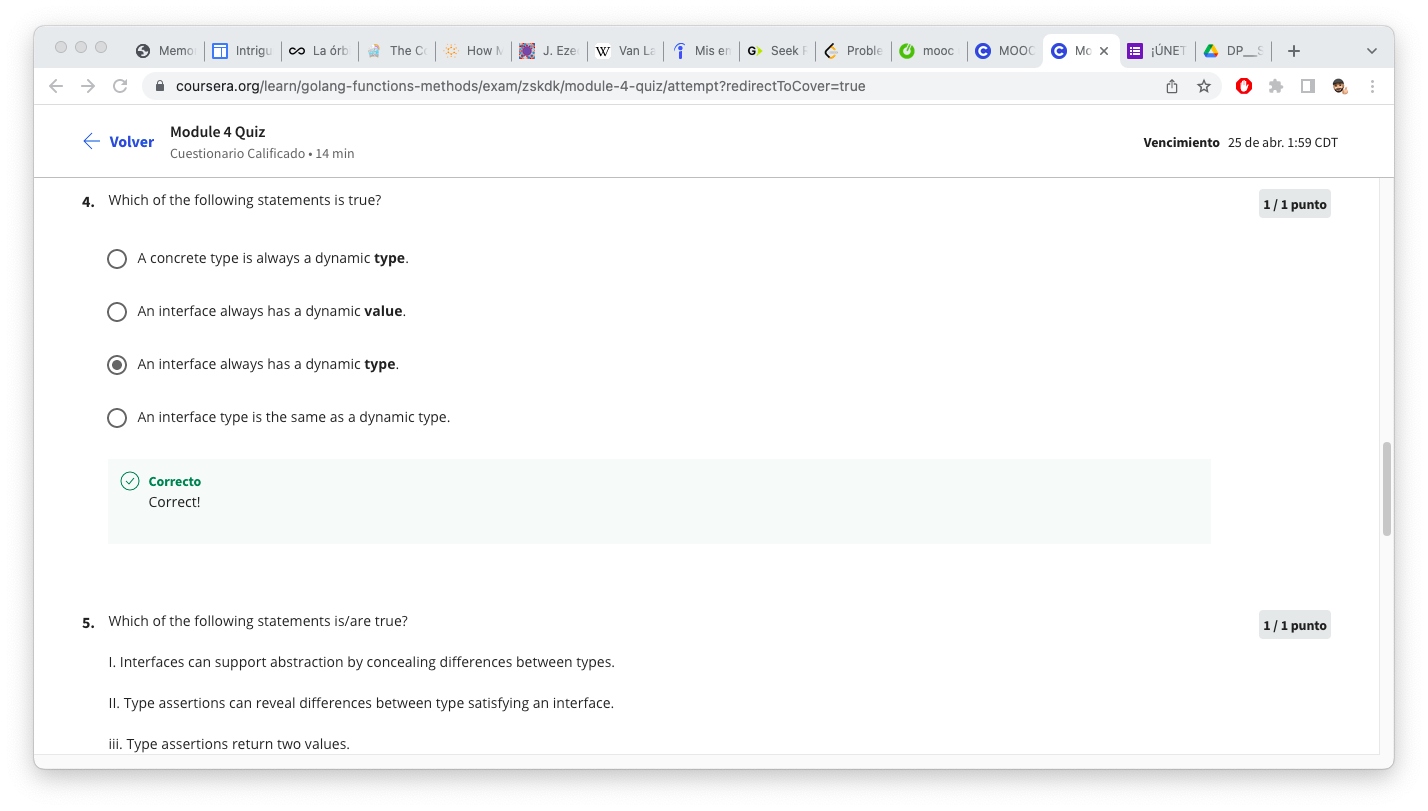 Memo
Intrigu
La órb
The Co
How M
J. Eze
W Van La
Mis en
G Seek F
Proble
mooc
MOOC
Mo
¡ÚNET
DP__S
coursera.org/learn/golang-functions-methods/exam/zskdk/module-4-quiz/attempt?redirectToCover=true
Volver
Module 4 Quiz
Cuestionario Calificado • 14 min
Vencimiento 25 de abr. 1:59 CDT
4. Which of the following statements is true?
1 / 1 punto
A concrete type is always a dynamic type.
An interface always has a dynamic value.
An interface always has a dynamic type.
An interface type is the same as a dynamic type.
Correcto
Correct!
5. Which of the following statements is/are true?
1 / 1 punto
I. Interfaces can support abstraction by concealing differences between types.
II. Type assertions can reveal differences between type satisfying an interface.
iii. Type assertions return two values.